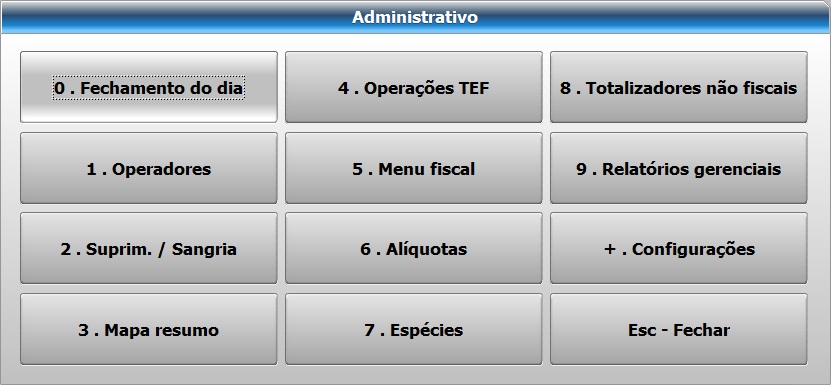 Administrativo
0 . Fechamento do dia
4 . Operações TEF
8 . Totalizadores não fiscais
1 . Operadores
5 . Menu fiscal
9 . Relatórios gerenciais
2 . Suprim. / Sangria
6 . Alíquotas
+ . Configurações
3 . Mapa resumo
7 . Espécies
Esc - Fechar